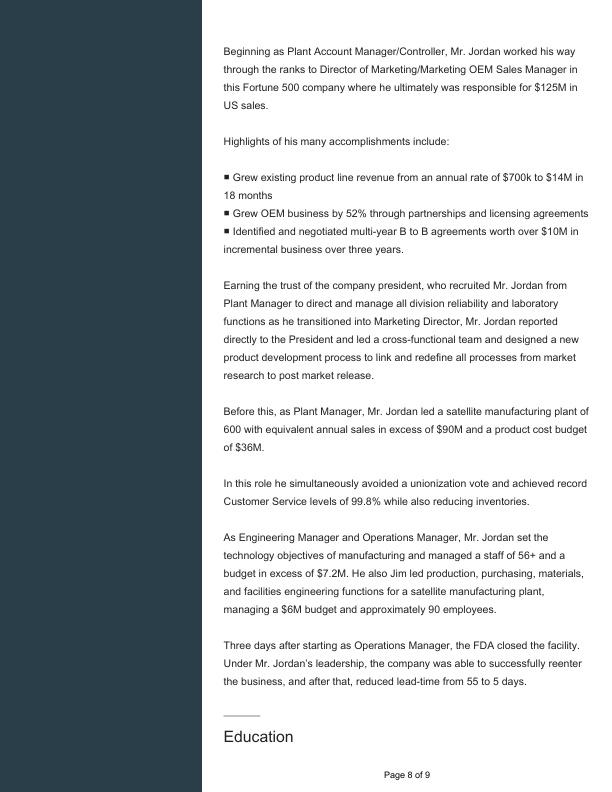 Beginning as Plant Account Manager/Controller, Mr. Jordan worked his way
through the ranks to Director of Marketing/Marketing OEM Sales Manager in
this Fortune 500 company where he ultimately was responsible for $125M in
US sales.
Highlights of his many accomplishments include:
▪ Grew existing product line revenue from an annual rate of $700k to $14M in
18 months
▪ Grew OEM business by 52% through partnerships and licensing agreements
▪ Identified and negotiated multi-year B to B agreements worth over $10M in
incremental business over three years.
Earning the trust of the company president, who recruited Mr. Jordan from
Plant Manager to direct and manage all division reliability and laboratory
functions as he transitioned into Marketing Director, Mr. Jordan reported
directly to the President and led a cross-functional team and designed a new
product development process to link and redefine all processes from market
research to post market release.
Before this, as Plant Manager, Mr. Jordan led a satellite manufacturing plant of
600 with equivalent annual sales in excess of $90M and a product cost budget
of $36M.
In this role he simultaneously avoided a unionization vote and achieved record
Customer Service levels of 99.8% while also reducing inventories.
As Engineering Manager and Operations Manager, Mr. Jordan set the
technology objectives of manufacturing and managed a staff of 56+ and a
budget in excess of $7.2M. He also Jim led production, purchasing, materials,
and facilities engineering functions for a satellite manufacturing plant,
managing a $6M budget and approximately 90 employees.
Three days after starting as Operations Manager, the FDA closed the facility.
Under Mr. Jordan's leadership, the company was able to successfully reenter
the business, and after that, reduced lead-time from 55 to 5 days.
Education
Page 8 of 9